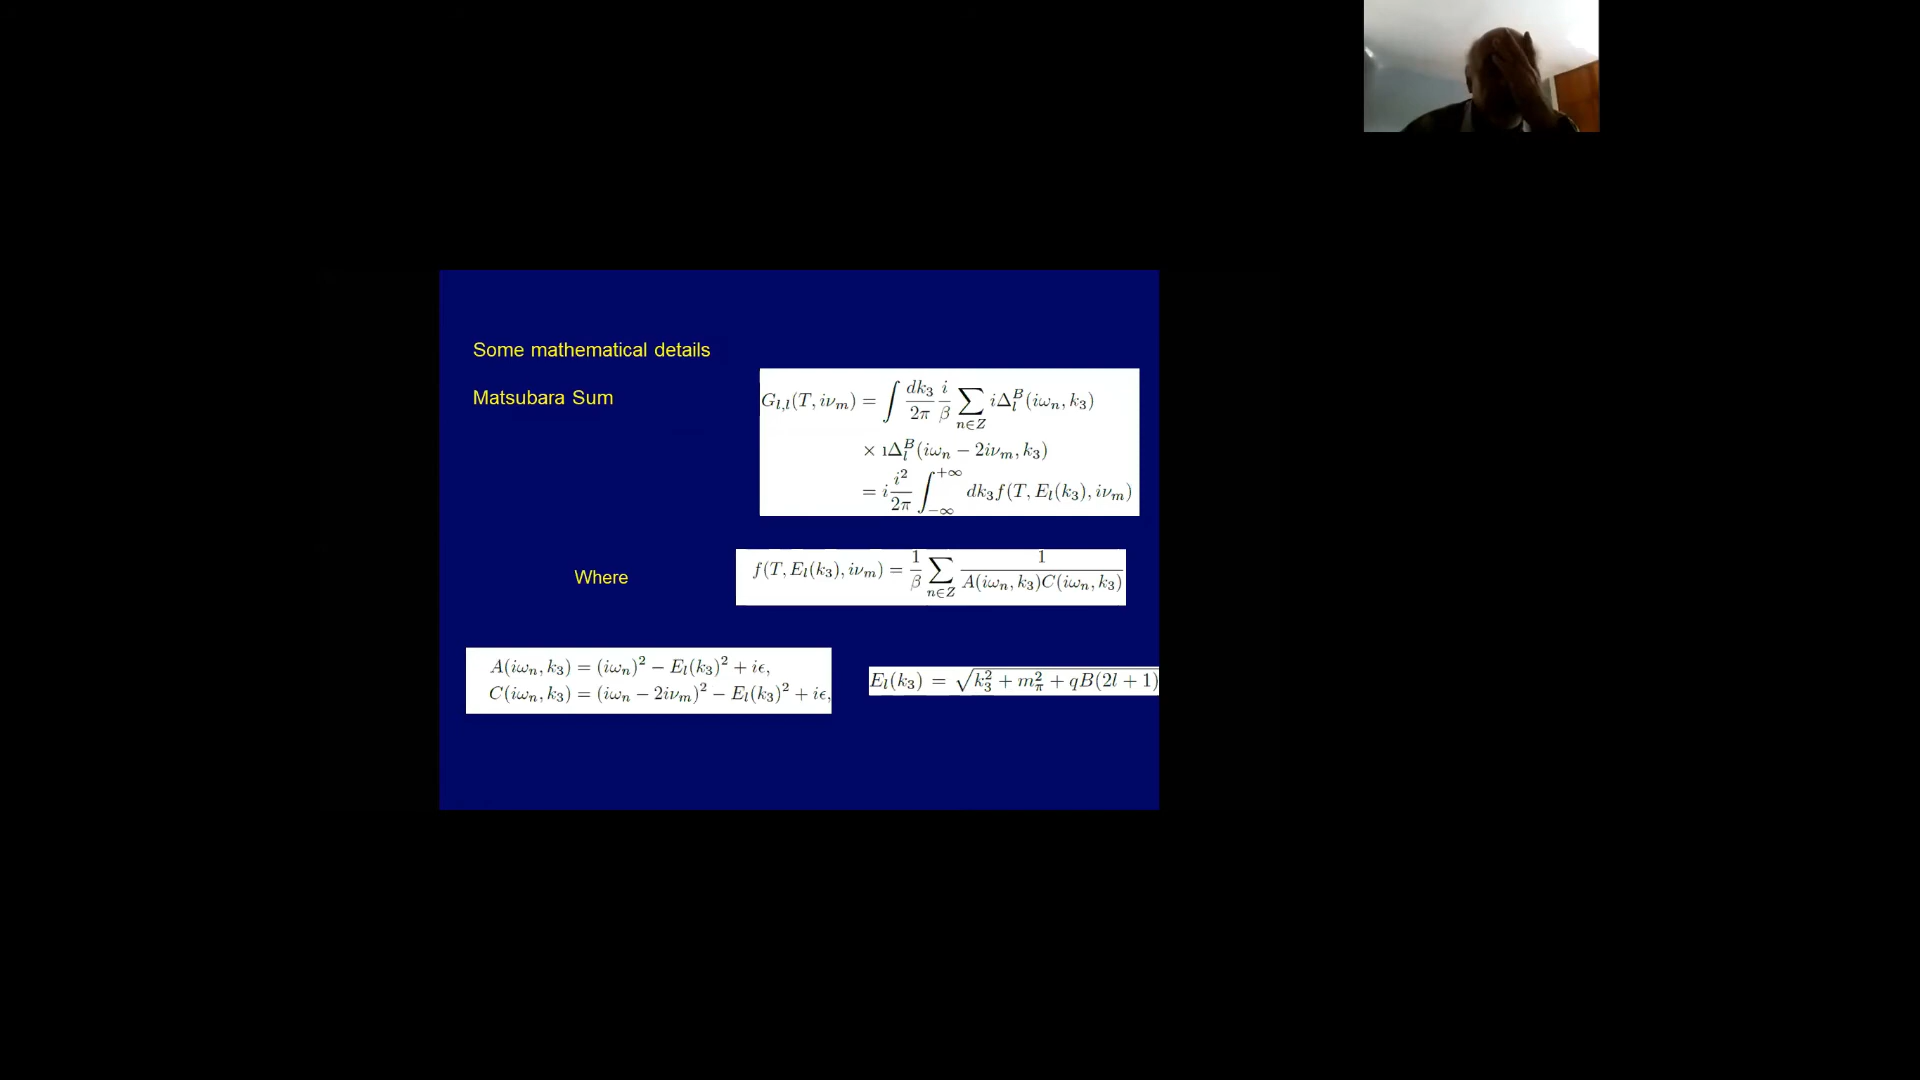 Some mathematical details
Matsubara Sum
G_{l,l}(T, iν_m) = ∫ dk_3/2π i/β ∑_{n∈Z} iΔ_l^B(iω_n, k_3)
× ıΔ_l^B(iω_n − 2iν_m, k_3)
= i i^2/2π ∫_{−∞}^{+∞} dk_3 f(T, E_l(k_3), iν_m)
Where
f(T, E_l(k_3), iν_m) = 1/β ∑_{n∈Z} 1/A(iω_n, k_3)C(iω_n, k_3)
A(iω_n, k_3) = (iω_n)^2 − E_l(k_3)^2 + iϵ,
C(iω_n, k_3) = (iω_n − 2iν_m)^2 − E_l(k_3)^2 + iϵ,
E_l(k_3) = √k_3^2 + m_π^2 + qB(2l + 1)